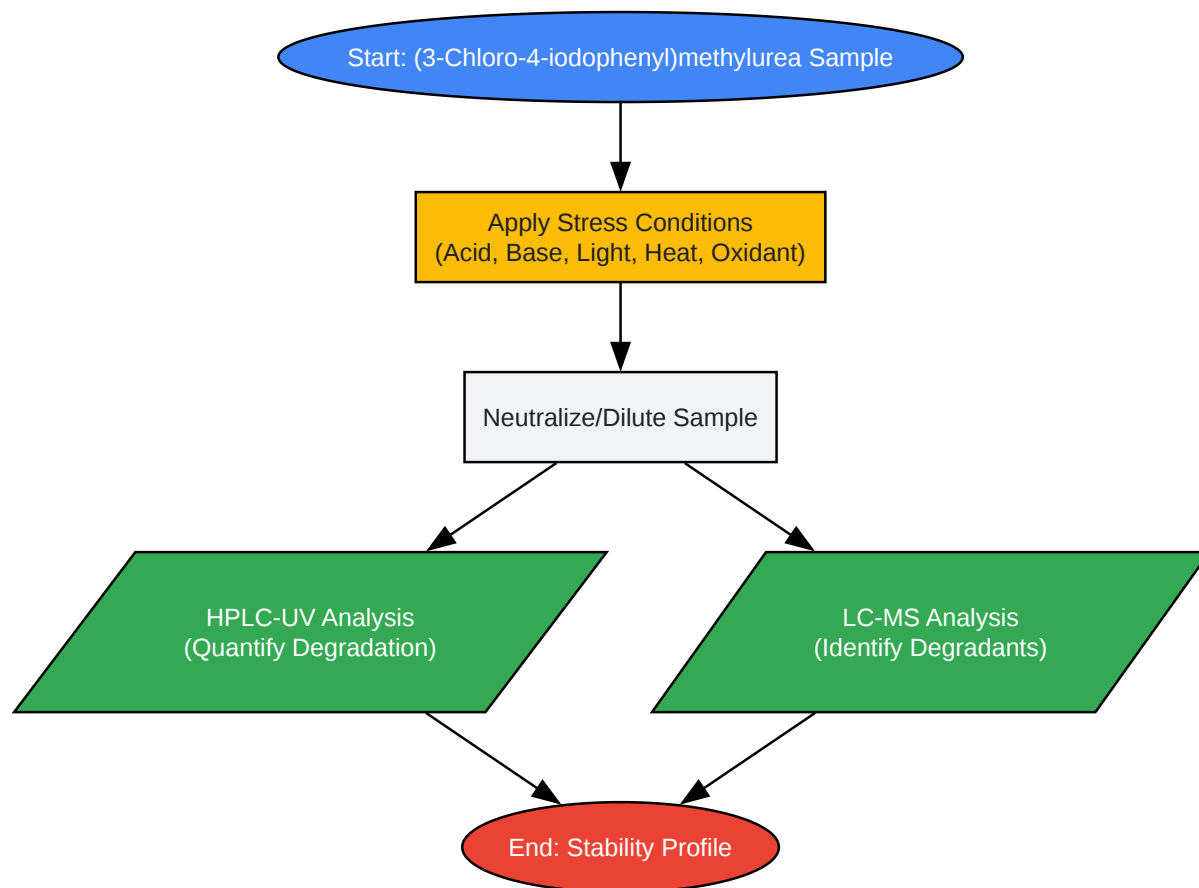 Start: (3-Chloro-4-iodophenyl)methylurea Sample
Apply Stress Conditions
(Acid, Base, Light, Heat, Oxidant)
Neutralize/Dilute Sample
HPLC-UV Analysis
(Quantify Degradation)
LC-MS Analysis
(Identify Degradants)
End: Stability Profile